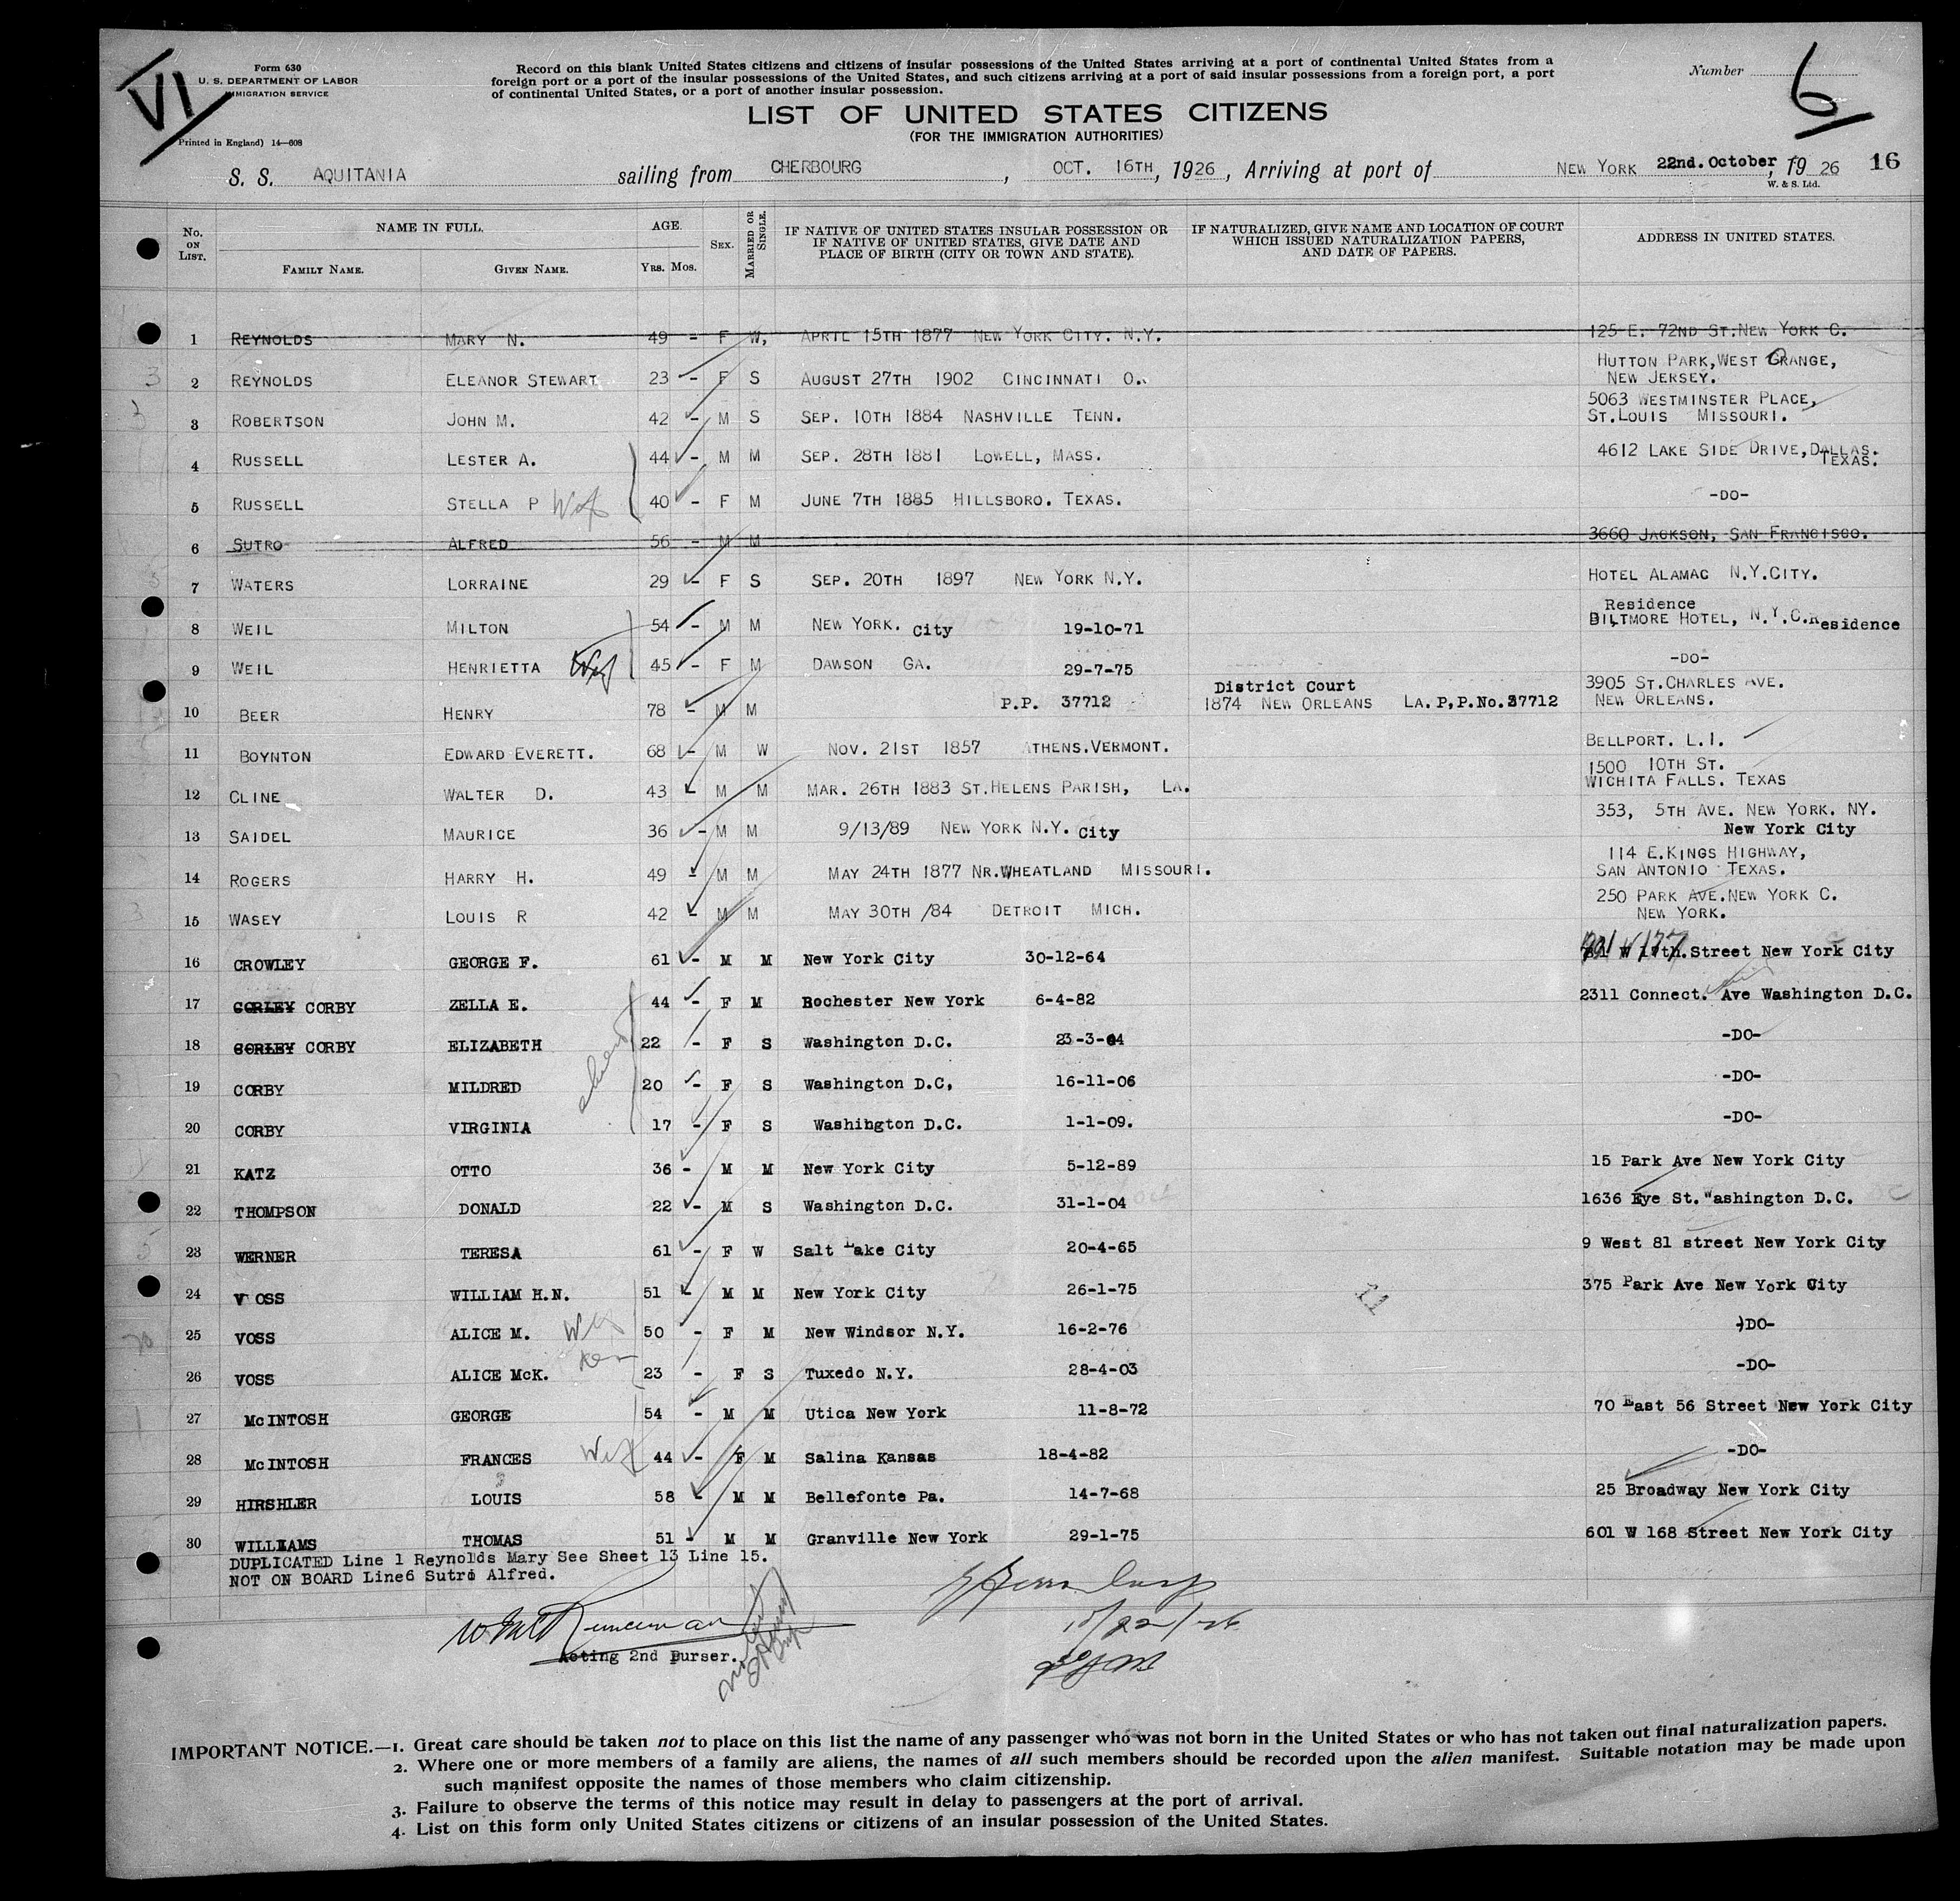 VI
Form 630
U. S. DEPARTMENT OF LABOR
IMMIGRATION SERVICE
Printed in England) 14—608
Record on this blank United States citizens and citizens of insular possessions of the United States arriving at a port of continental United States from a
foreign port or a port of the insular possessions of the United States, and such citizens arriving at a port of said insular possessions from a foreign port, a port
of continental United States, or a port of another insular possession.
Number 6
LIST OF UNITED STATES CITIZENS
(FOR THE IMMIGRATION AUTHORITIES)
S. S. AQUITANIA sailing from CHERBOURG, OCT. 16TH, 1926, Arriving at port of NEW YORK 22nd. October, 1926 16
W. & S. Ltd.
No. ON LIST. NAME IN FULL. FAMILY NAME. GIVEN NAME. AGE. YRS. MOS. SEX. MARRIED OR SINGLE. IF NATIVE OF UNITED STATES INSULAR POSSESSION OR IF NATIVE OF UNITED STATES, GIVE DATE AND PLACE OF BIRTH (CITY OR TOWN AND STATE). IF NATURALIZED, GIVE NAME AND LOCATION OF COURT WHICH ISSUED NATURALIZATION PAPERS, AND DATE OF PAPERS. ADDRESS IN UNITED STATES.
1 REYNOLDS MARY N. 49 - F W, APRIL 15TH 1877 NEW YORK CITY. N.Y. 125 E. 72ND ST.NEW YORK C.
2 REYNOLDS ELEANOR STEWART 23 - F S AUGUST 27TH 1902 CINCINNATI O. HUTTON PARK,WEST ORANGE, NEW JERSEY.
3 ROBERTSON JOHN M. 42 - M S SEP. 10TH 1884 NASHVILLE TENN. 5063 WESTMINSTER PLACE, ST.LOUIS MISSOURI.
4 RUSSELL LESTER A. 44 - M M SEP. 28TH 1881 LOWELL, MASS. 4612 LAKE SIDE DRIVE,DALLAS. TEXAS.
5 RUSSELL STELLA P Wife 40 - F M JUNE 7TH 1885 HILLSBORO. TEXAS. -DO-
6 SUTRO ALFRED 56 - M M 3660 JACKSON, SAN FRANCISCO.
7 WATERS LORRAINE 29 - F S SEP. 20TH 1897 NEW YORK N.Y. HOTEL ALAMAC N.Y.CITY.
8 WEIL MILTON 54 - M M NEW YORK. City 19-10-71 Residence BILTMORE HOTEL, N.Y.C.Residence
9 WEIL HENRIETTA Wife 45 - F M DAWSON GA. 29-7-75 -DO-
10 BEER HENRY 78 - M M P.P. 37712 District Court 1874 NEW ORLEANS LA. P,P.No.37712 3905 ST.CHARLES AVE. NEW ORLEANS.
11 BOYNTON EDWARD EVERETT. 68 - M W NOV. 21ST 1857 ATHENS.VERMONT. BELLPORT. L.I.
12 CLINE WALTER D. 43 - M M MAR. 26TH 1883 ST.HELENS PARISH, LA. 1500 10TH ST. WICHITA FALLS. TEXAS
13 SAIDEL MAURICE 36 - M M 9/13/89 NEW YORK N.Y. City 353, 5TH AVE. NEW YORK. NY. New York City
14 ROGERS HARRY H. 49 - M M MAY 24TH 1877 NR.WHEATLAND MISSOURI. 114 E.KINGS HIGHWAY, SAN ANTONIO TEXAS.
15 WASEY LOUIS R 42 - M M MAY 30TH /84 DETROIT MICH. 250 PARK AVE.NEW YORK C. NEW YORK.
16 CROWLEY GEORGE F. 61 - M M New York City 30-12-64 W 177 Street New York City
17 CORLEY CORBY ZELLA E. 44 - F M Rochester New York 6-4-82 2311 Connect. Ave Washington D.C.
18 CORLEY CORBY ELIZABETH 22 - F S Washington D.C. 23-3-04 -DO-
19 CORBY MILDRED 20 - F S Washington D.C, 16-11-06 -DO-
20 CORBY VIRGINIA 17 - F S Washington D.C. 1-1-09. -DO-
21 KATZ OTTO 36 - M M New York City 5-12-89 15 Park Ave New York City
22 THOMPSON DONALD 22 - M S Washington D.C. 31-1-04 1636 Eye St. "ashington D.C.
23 WERNER TERESA 61 - F W Salt Lake City 20-4-65 9 West 81 street New York City
24 V OSS WILLIAM H.N. 51 - M M New York City 26-1-75 375 Park Ave New York City
25 VOSS ALICE M. Wife 50 - F M New Windsor N.Y. 16-2-76 -DO-
26 VOSS ALICE McK. 23 - F S Tuxedo N.Y. 28-4-03 -DO-
27 McINTOSH GEORGE 54 - M M Utica New York 11-8-72 70 East 56 Street New York City
28 McINTOSH FRANCES Wife 44 - F M Salina Kansas 18-4-82 -DO-
29 HIRSHLER LOUIS 58 - M M Bellefonte Pa. 14-7-68 25 Broadway New York City
30 WILLIAMS THOMAS 51 - M M Granville New York 29-1-75 601 W 168 Street New York City
DUPLICATED Line 1 Reynolds Mary See Sheet 13 Line 15.
NOT ON BOARD Line6 Sutro Alfred.
10/22/26
Acting 2nd Purser.
IMPORTANT NOTICE.—1. Great care should be taken not to place on this list the name of any passenger who was not born in the United States or who has not taken out final naturalization papers.
2. Where one or more members of a family are aliens, the names of all such members should be recorded upon the alien manifest. Suitable notation may be made upon
such manifest opposite the names of those members who claim citizenship.
3. Failure to observe the terms of this notice may result in delay to passengers at the port of arrival.
4. List on this form only United States citizens or citizens of an insular possession of the United States.